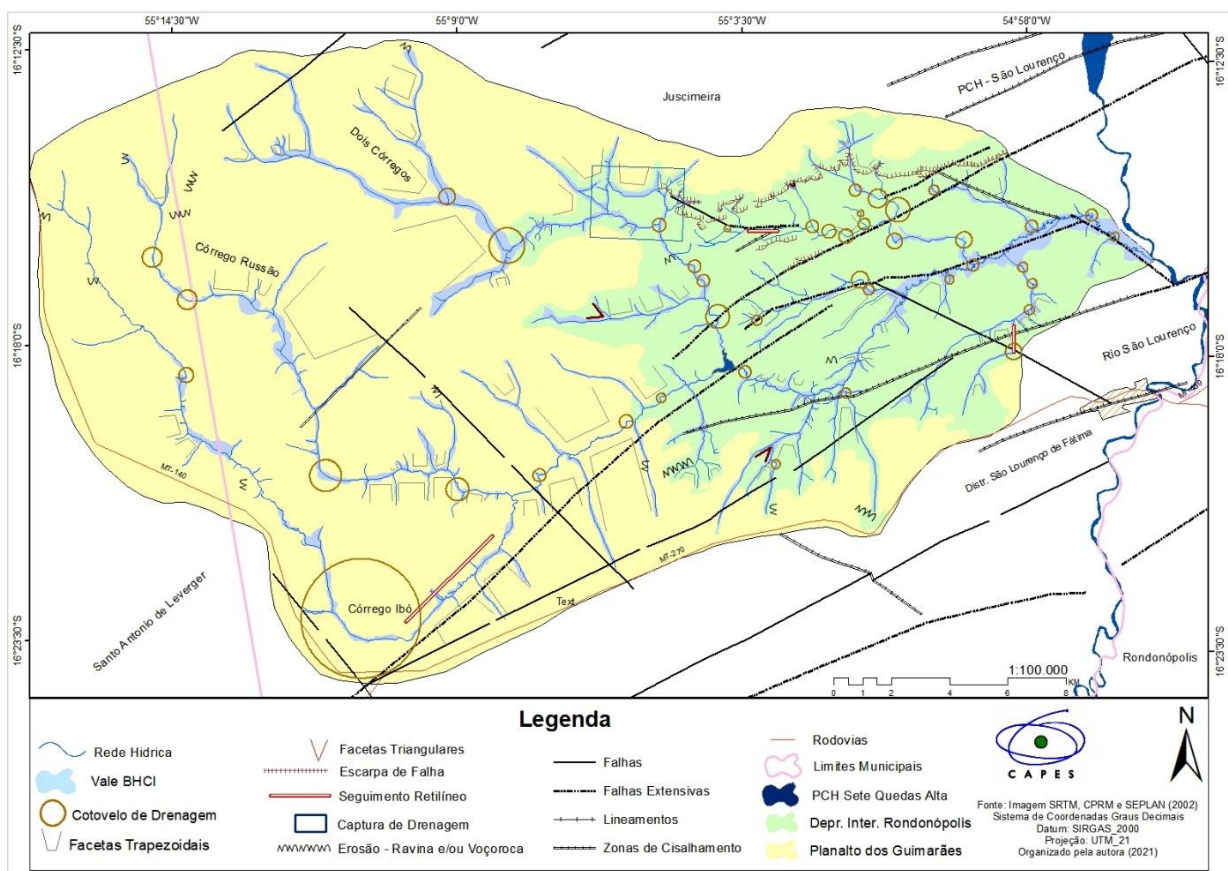 55°14'30"W
55°9'0"W
55°3'30"W
54°58'0"W
16°12'30"S
16°12'30"S
PCH - São Lourenço
Juscimeira
Dois Córregos
Córrego Russão
16°18'0"S
16°18'0"S
Rio São Lourenço
Distr. São Lourenço de Fátima
MT-140
MT-270
Text
Córrego Ibó
Santo Antonio de Leverger
16°23'30"S
16°23'30"S
Rondonópolis
1:100.000
0 1 2 4 6 8
KM
Legenda
Rede Hídrica
Vale BHCI
Cotovelo de Drenagem
Facetas Trapezoidais
Facetas Triangulares
Escarpa de Falha
Seguimento Retilíneo
Captura de Drenagem
Erosão - Ravina e/ou Voçoroca
Falhas
Falhas Extensivas
Lineamentos
Zonas de Cisalhamento
Rodovias
Limites Municipais
PCH Sete Quedas Alta
Depr. Inter. Rondonópolis
Planalto dos Guimarães
CAPES
N
Fonte: Imagem SRTM, CPRM e SEPLAN (2002)
Sistema de Coordenadas Graus Decimais
Datum: SIRGAS_2000
Projeção: UTM_21
Organizado pela autora (2021)